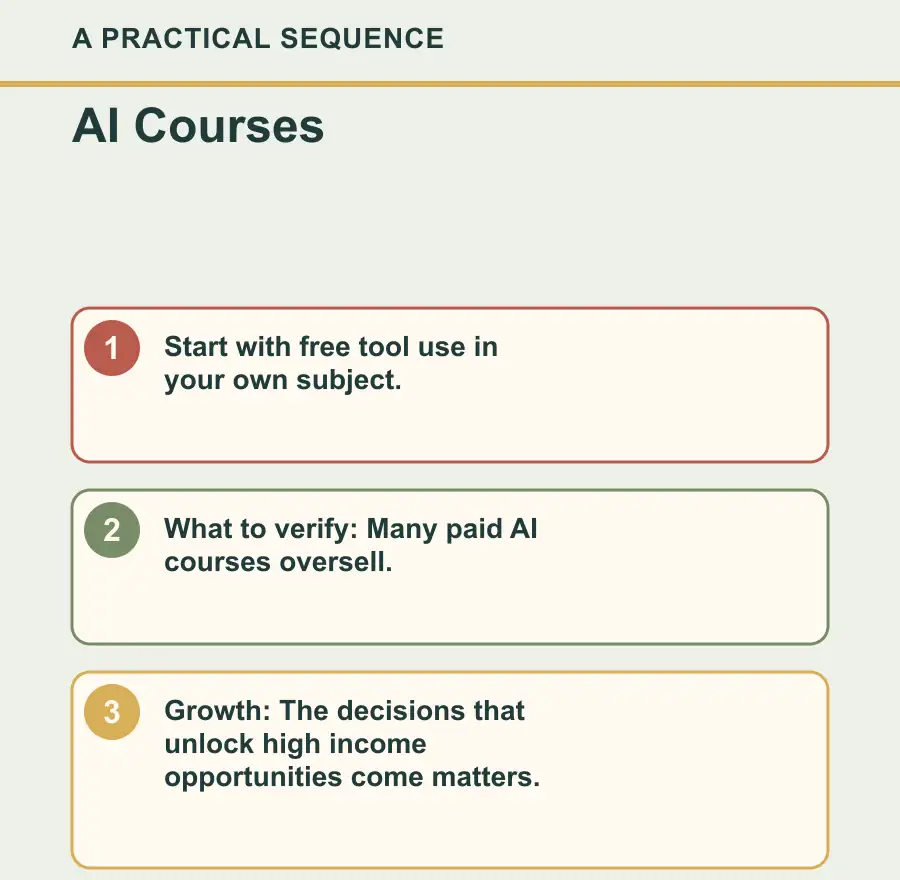 A PRACTICAL SEQUENCE
AI Courses
1
Start with free tool use in
your own subject.
2
What to verify: Many paid AI
courses oversell.
3
Growth: The decisions that
unlock high income
opportunities come matters.